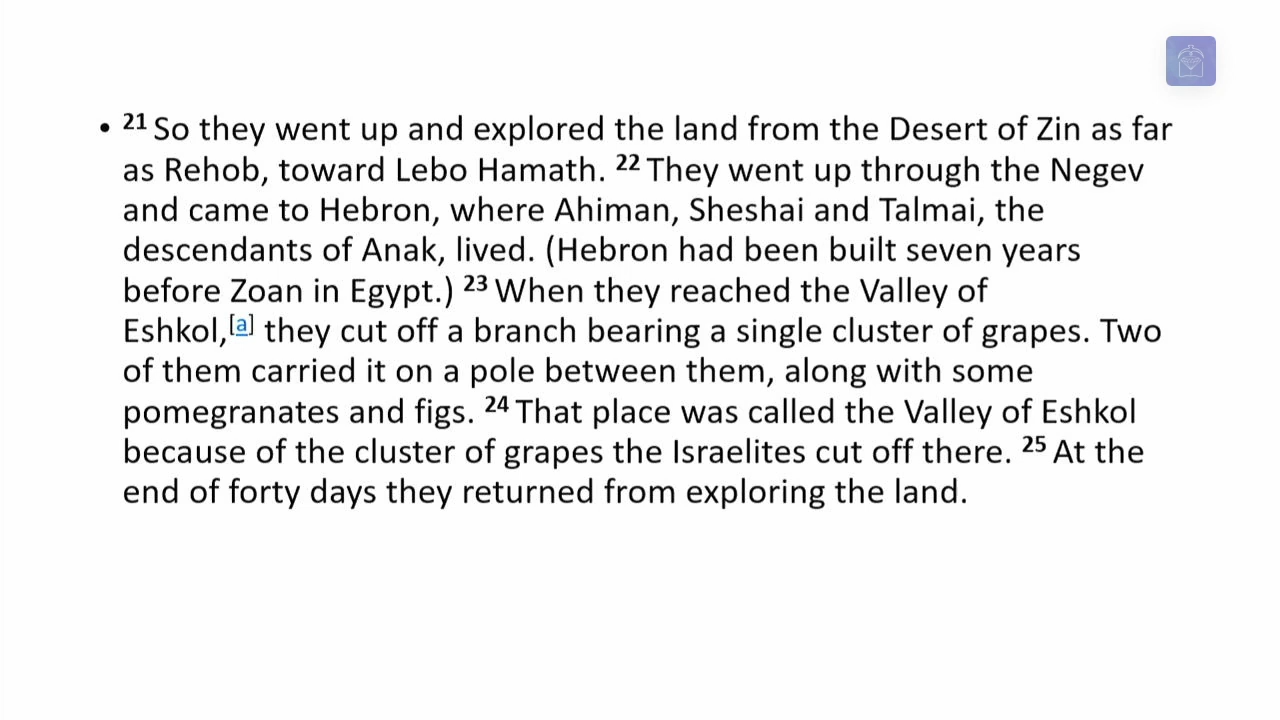 • 21 So they went up and explored the land from the Desert of Zin as far
as Rehob, toward Lebo Hamath. 22 They went up through the Negev
and came to Hebron, where Ahiman, Sheshai and Talmai, the
descendants of Anak, lived. (Hebron had been built seven years
before Zoan in Egypt.) 23 When they reached the Valley of
Eshkol,[a] they cut off a branch bearing a single cluster of grapes. Two
of them carried it on a pole between them, along with some
pomegranates and figs. 24 That place was called the Valley of Eshkol
because of the cluster of grapes the Israelites cut off there. 25 At the
end of forty days they returned from exploring the land.